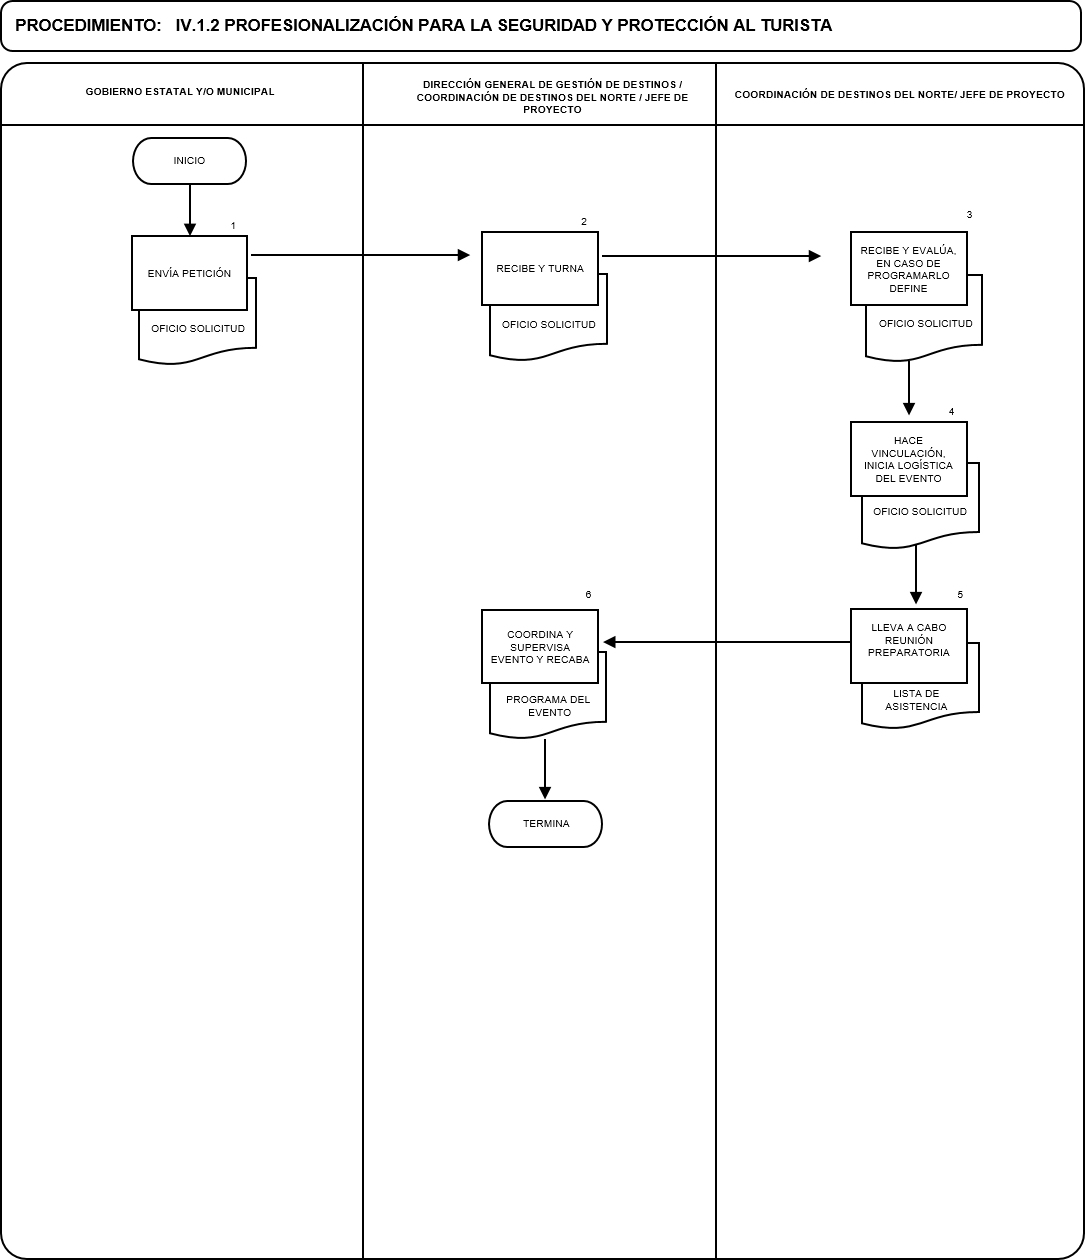 PROCEDIMIENTO: IV.1.2 PROFESIONALIZACIÓN PARA LA SEGURIDAD Y PROTECCIÓN AL TURISTA
GOBIERNO ESTATAL Y/O MUNICIPAL
DIRECCIÓN GENERAL DE GESTIÓN DE DESTINOS /
COORDINACIÓN DE DESTINOS DEL NORTE / JEFE DE
PROYECTO
COORDINACIÓN DE DESTINOS DEL NORTE/ JEFE DE PROYECTO
INICIO
1
ENVÍA PETICIÓN
OFICIO SOLICITUD
2
RECIBE Y TURNA
OFICIO SOLICITUD
3
RECIBE Y EVALÚA,
EN CASO DE
PROGRAMARLO
DEFINE
OFICIO SOLICITUD
4
HACE
VINCULACIÓN,
INICIA LOGÍSTICA
DEL EVENTO
OFICIO SOLICITUD
5
LLEVA A CABO
REUNIÓN
PREPARATORIA
LISTA DE
ASISTENCIA
6
COORDINA Y
SUPERVISA
EVENTO Y RECABA
PROGRAMA DEL
EVENTO
TERMINA